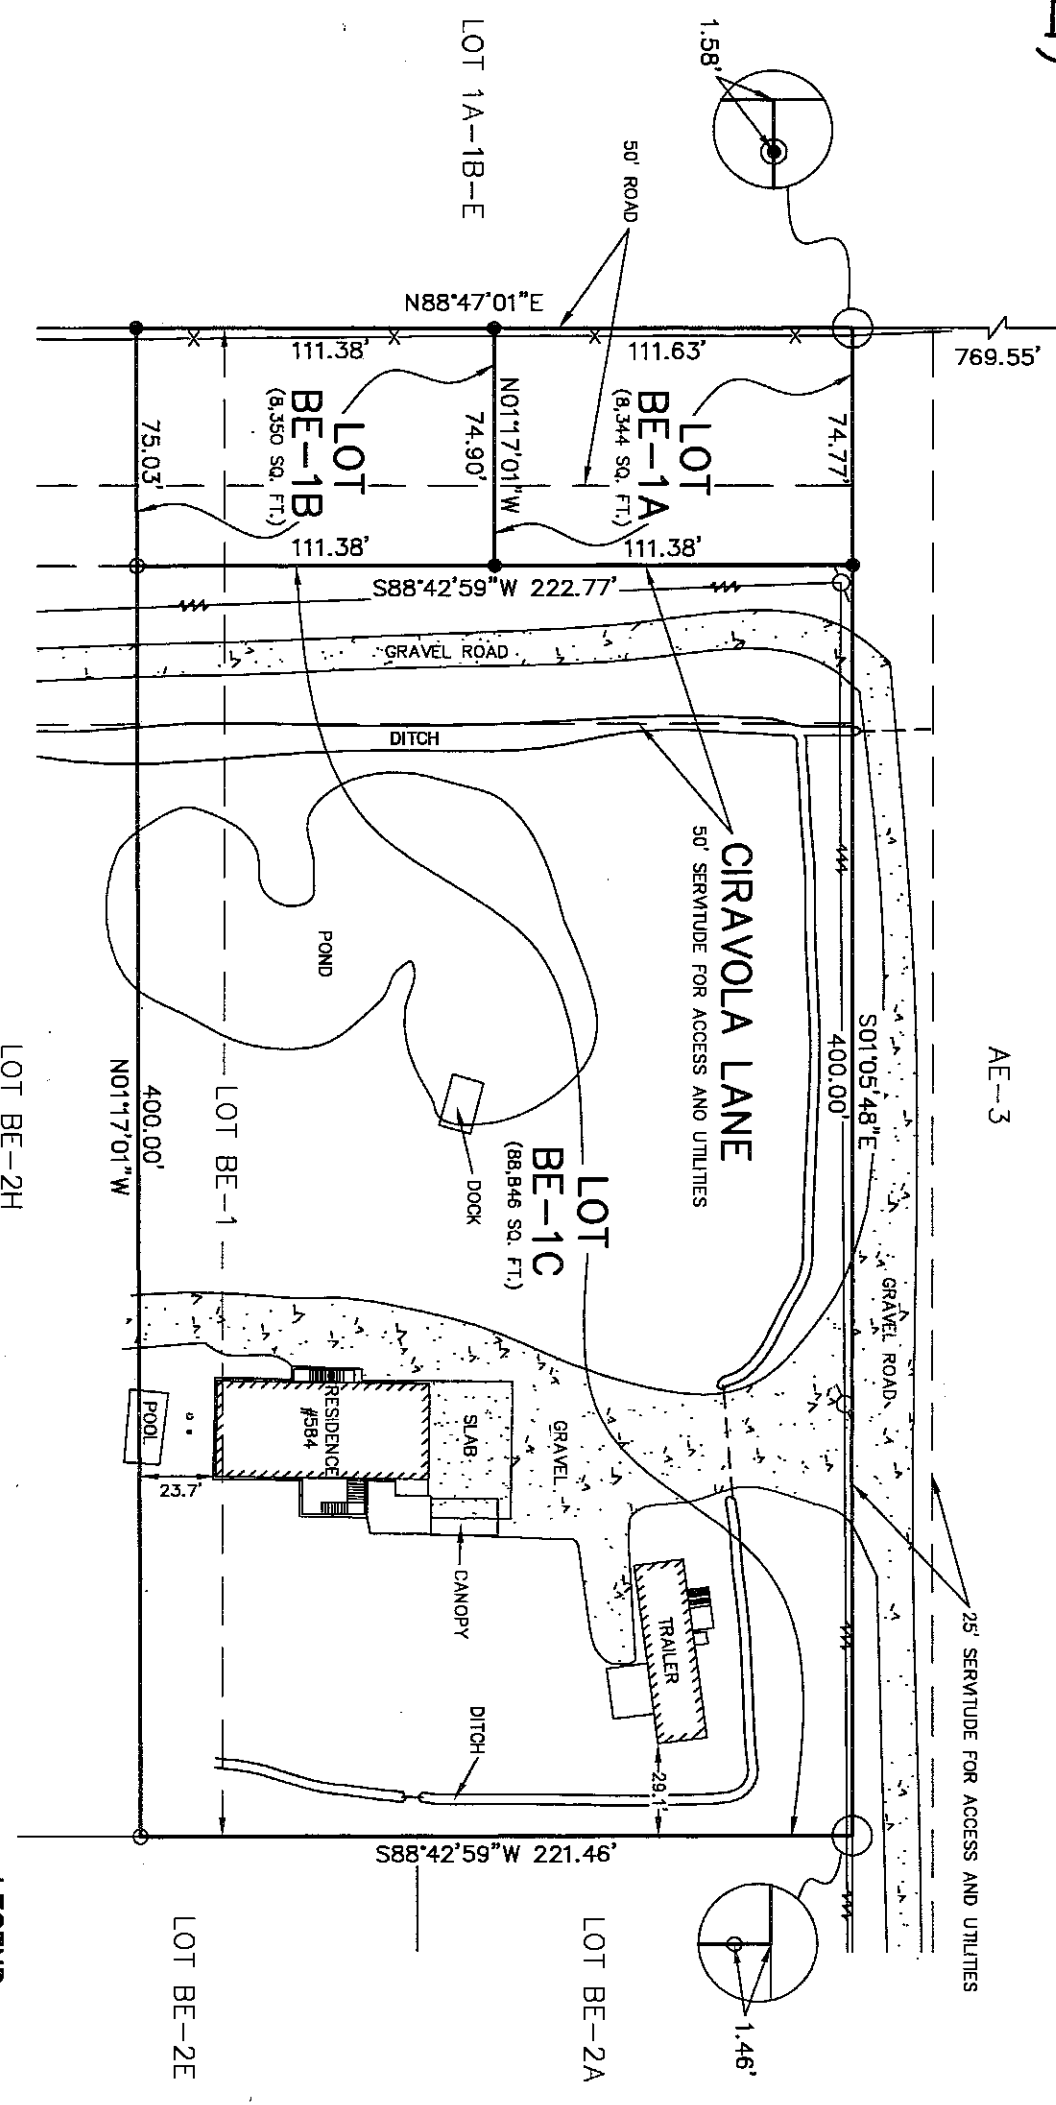 1.58'
LOT 1A-1B-E
50' ROAD
N88°47'01"E
111.38'
111.63'
769.55'
LOT
BE-1A
(8,344 SQ. FT.)
74.77'
N01°17'01"W
74.90'
LOT
BE-1B
(8,350 SQ. FT.)
75.03'
111.38'
111.38'
S88°42'59"W 222.77'
GRAVEL ROAD
DITCH
CIRAVOLA LANE
50' SERVITUDE FOR ACCESS AND UTILITIES
POND
DOCK
LOT
BE-1C
(88,846 SQ. FT.)
S01°05'48"E
400.00'
AE-3
GRAVEL ROAD
25' SERVITUDE FOR ACCESS AND UTILITIES
LOT BE-1
400.00'
N01°17'01"W
LOT BE-2H
POOL
23.7'
RESIDENCE
#584
SLAB
GRAVEL
CANOPY
TRAILER
DITCH
29.1'
S88°42'59"W 221.46'
1.46'
LOT BE-2E
LOT BE-2A